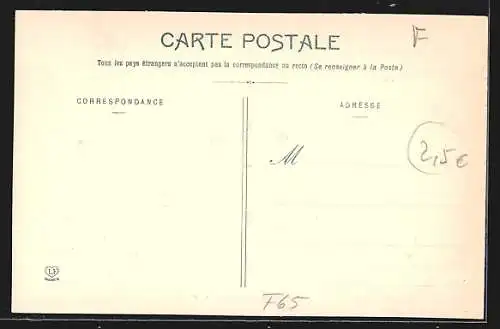 CARTE POSTALE
F
Tous les pays étrangers n'acceptent pas la correspondance au recto (Se renseigner à la Poste)
CORRESPONDANCE
ADRESSE
2,5€
M
F65